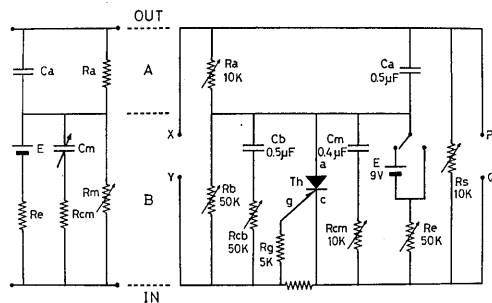 OUT
Ca
Ra
A
Ra
10K
Ca
0.5µF
E
Cm
Rm
Re
Rcm
B
X
Y
Rb
50K
Cb
0.5µF
Rcb
50K
Th
a
g
c
Rg
5K
Cm
0.4µF
Rcm
10K
E
9V
Re
50K
Rs
10K
P
Q
IN